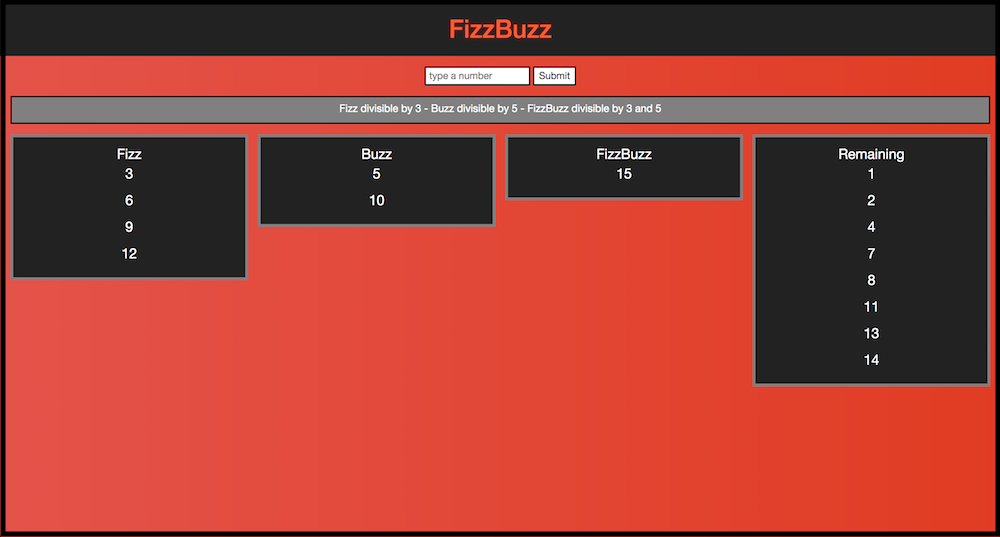 FizzBuzz
type a number Submit
Fizz divisible by 3 - Buzz divisible by 5 - FizzBuzz divisible by 3 and 5
Fizz
3
6
9
12
Buzz
5
10
FizzBuzz
15
Remaining
1
2
4
7
8
11
13
14